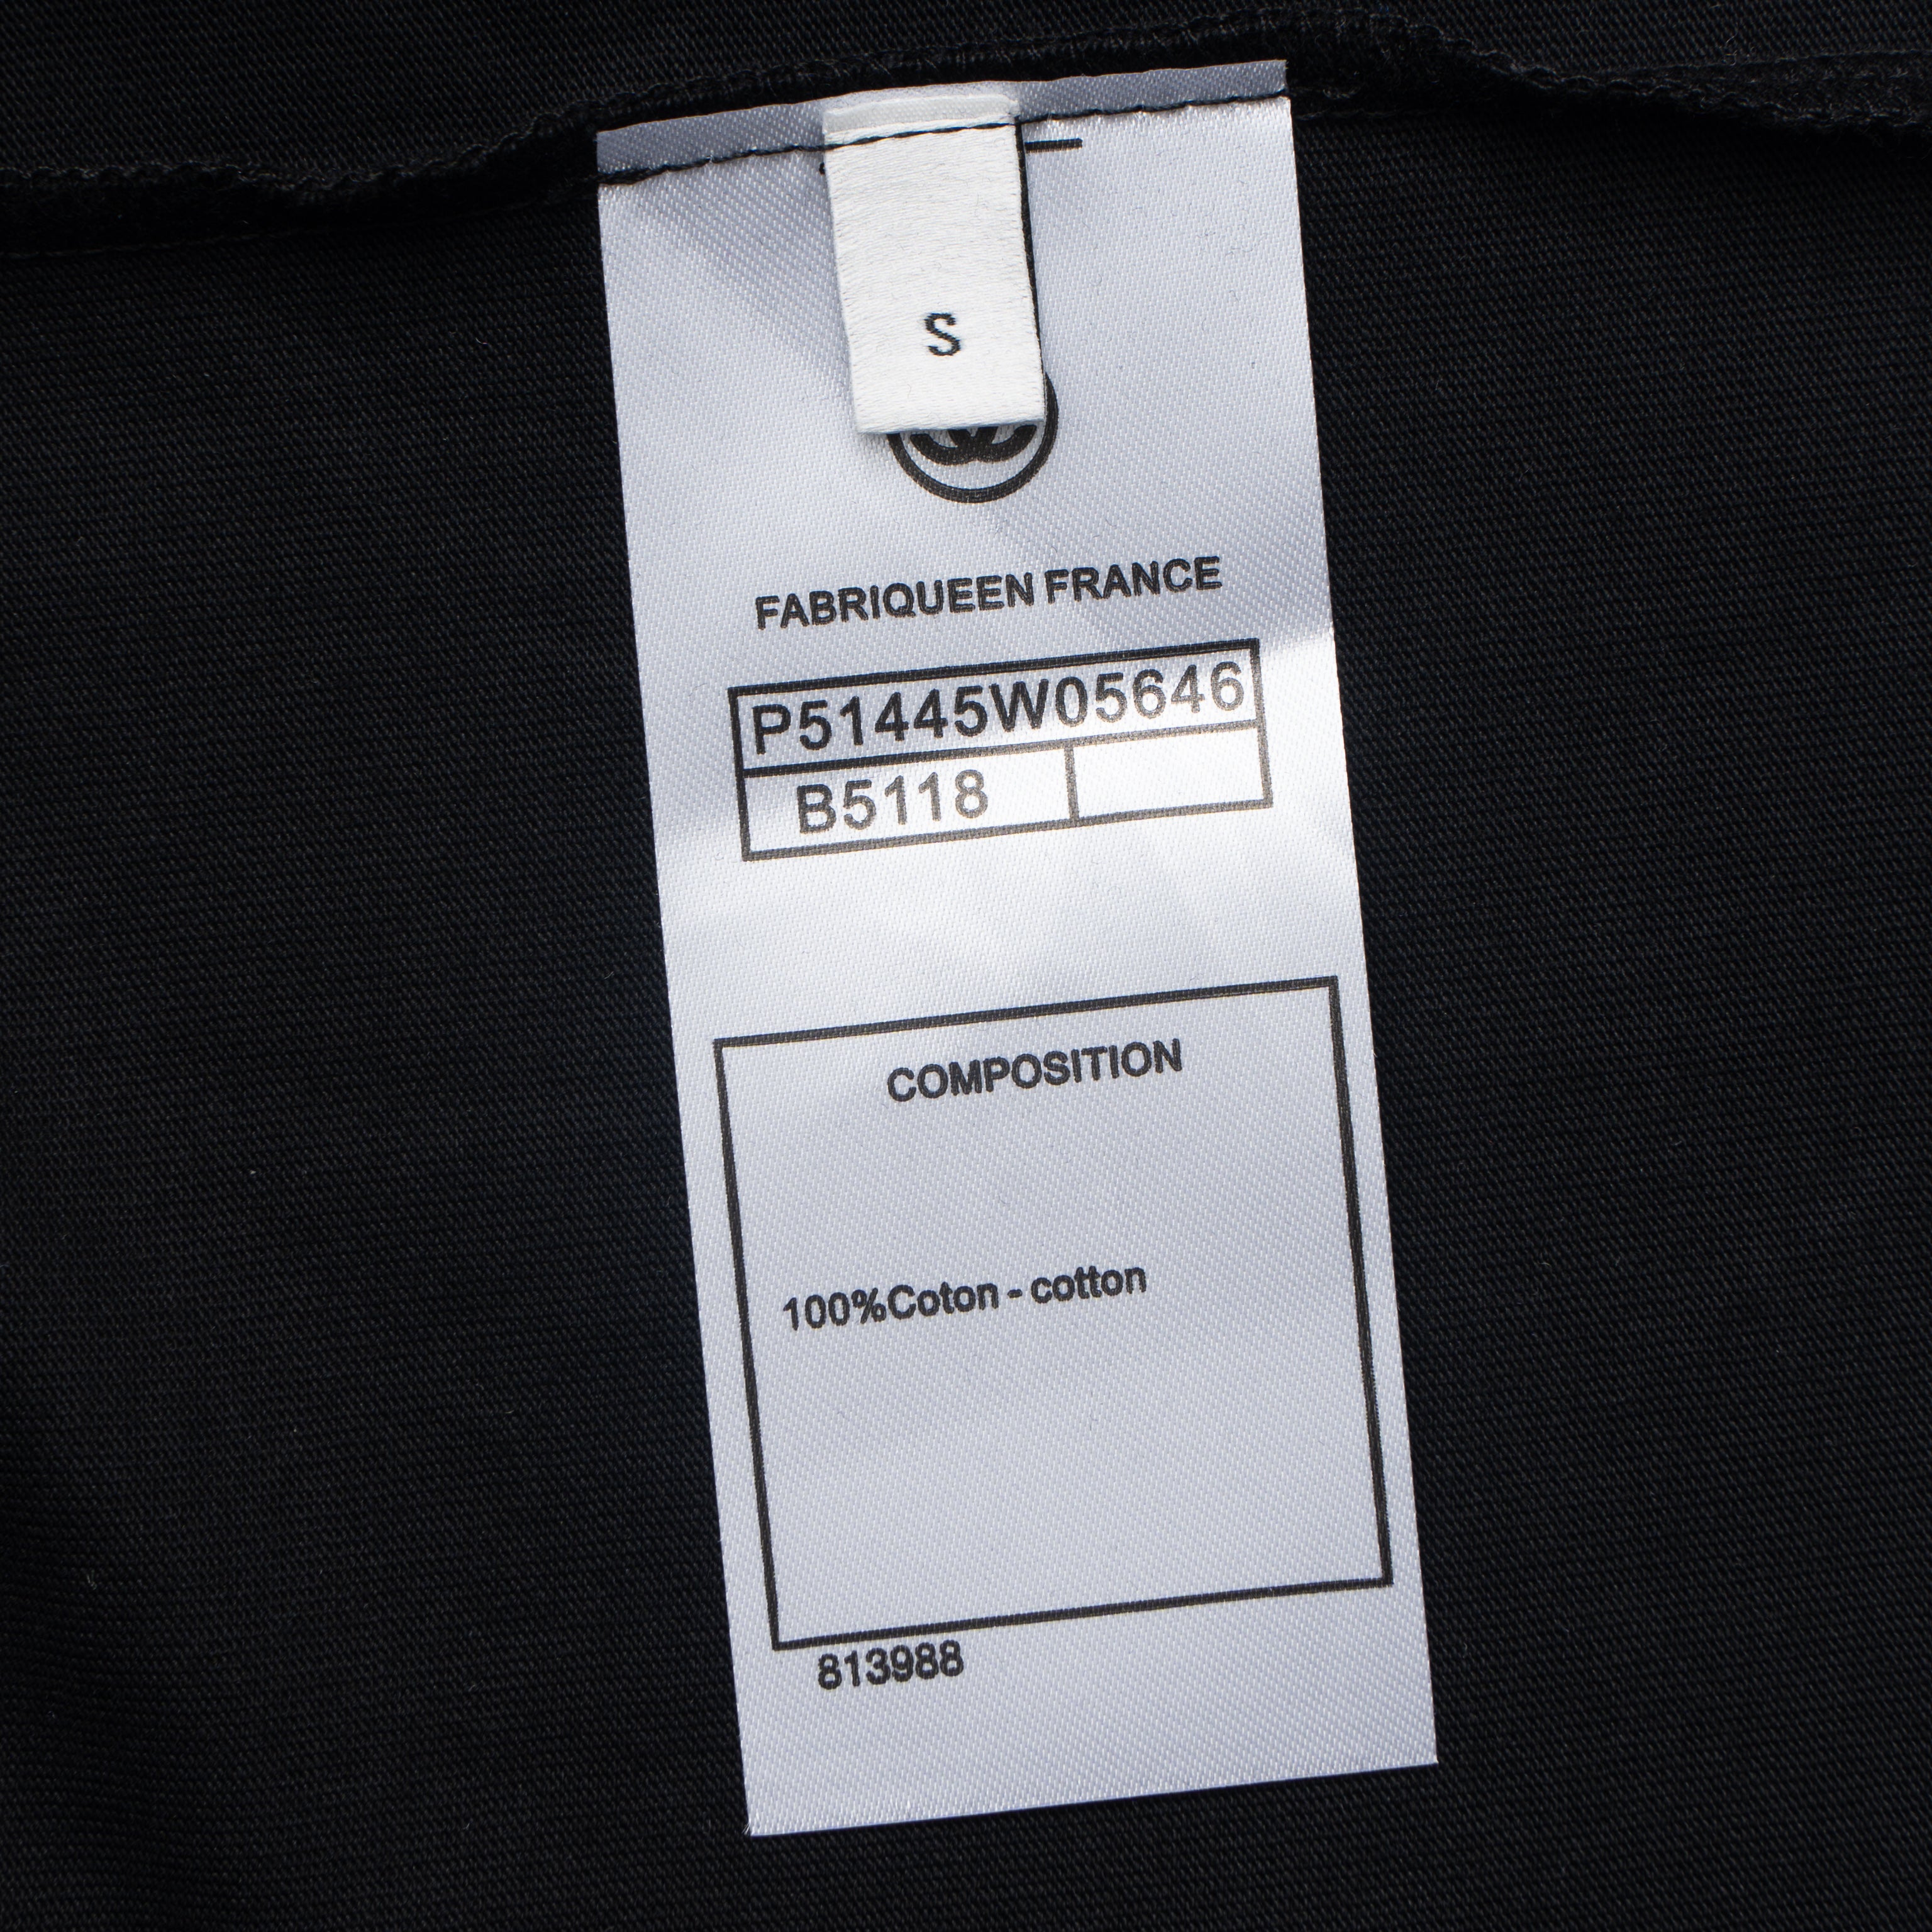 S
FABRIQUEEN FRANCE
P51445W05646
B5118
COMPOSITION
100%Coton - cotton
813988